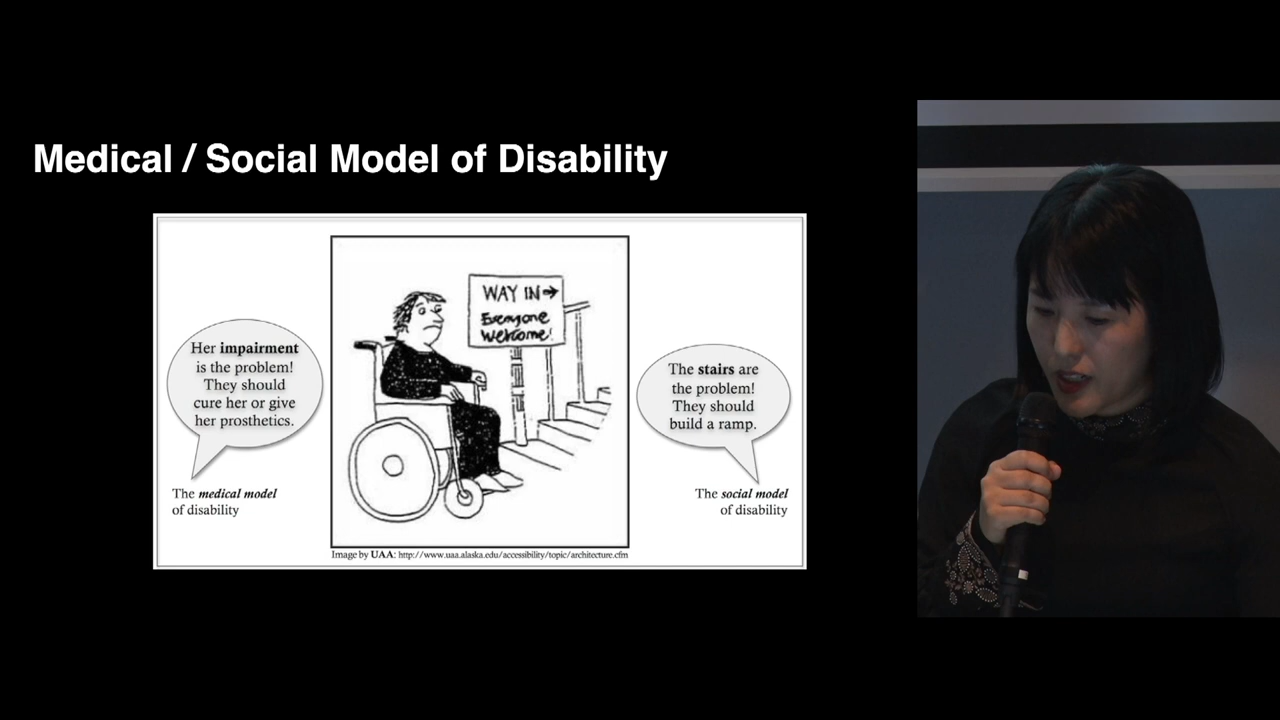 Medical / Social Model of Disability
Her impairment
is the problem!
They should
cure her or give
her prosthetics.
The medical model
of disability
WAY IN →
Everyone
Welcome!
The stairs are
the problem!
They should
build a ramp.
The social model
of disability
Image by UAA: http://www.uaa.alaska.edu/accessibility/topic/architecture.cfm